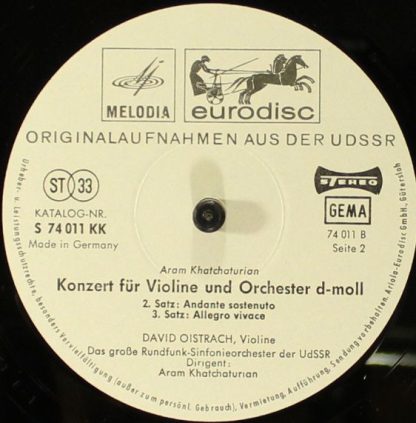 MELODIA
eurodisc
ORIGINALAUFNAHMEN AUS DER UDSSR
ST 33
STEREO
KATALOG-NR.
S 74 011 KK
Made in Germany
GEMA
74 011 B
Seite 2
Aram Khatchaturian
Konzert für Violine und Orchester d-moll
2. Satz: Andante sostenuto
3. Satz: Allegro vivace
DAVID OISTRACH, Violine
Das große Rundfunk-Sinfonieorchester der UdSSR
Dirigent:
Aram Khatchaturian
Urheber- u. Leistungsschutzrechte, besonders Vervielfältigung (außer zum persönl. Gebrauch), Vermietung, Aufführung, Sendung vorbehalten. Ariola-Eurodisc GmbH., Gütersloh